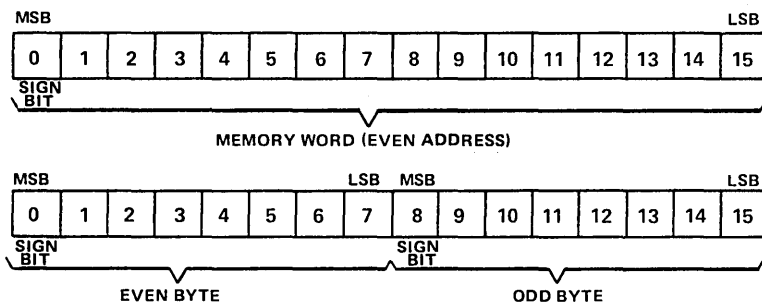 MSB LSB
0 1 2 3 4 5 6 7 8 9 10 11 12 13 14 15
SIGN
BIT
MEMORY WORD (EVEN ADDRESS)
MSB LSB MSB LSB
0 1 2 3 4 5 6 7 8 9 10 11 12 13 14 15
SIGN SIGN
BIT BIT
EVEN BYTE ODD BYTE